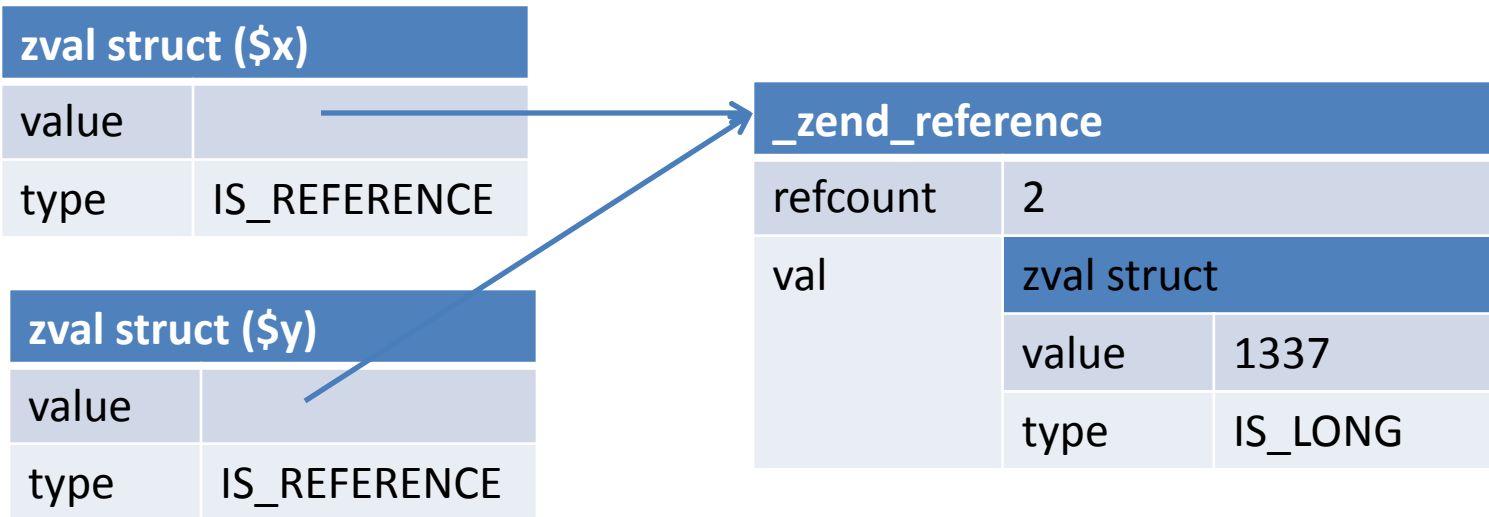 zval struct ($x)
value
type IS_REFERENCE
zval struct ($y)
value
type IS_REFERENCE
_zend_reference
refcount 2
val zval struct
value 1337
type IS_LONG